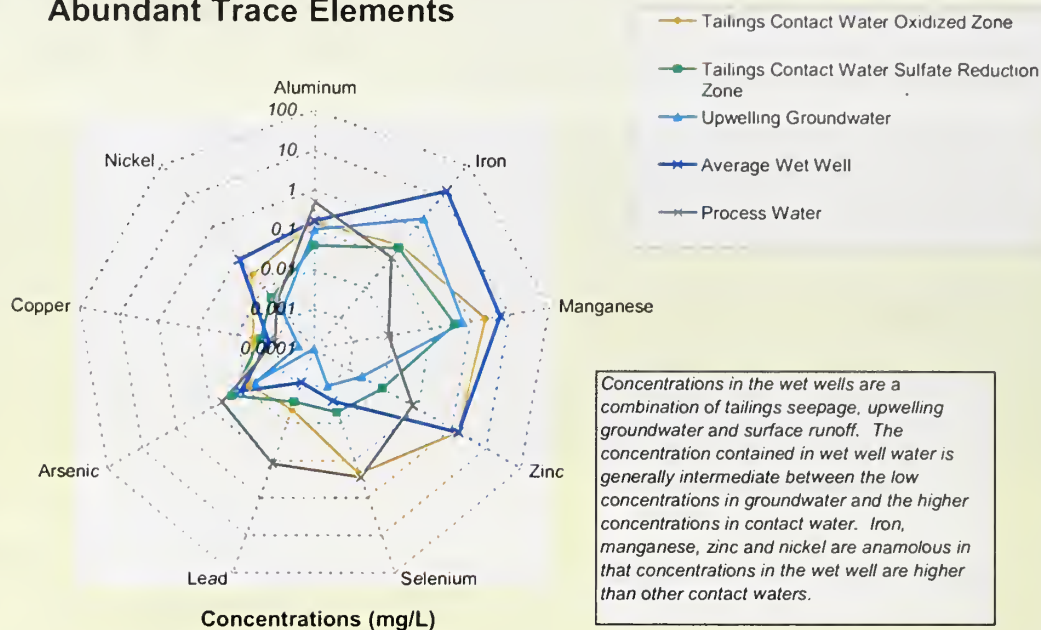 Abundant Trace Elements
Tailings Contact Water Oxidized Zone
Tailings Contact Water Sulfate Reduction
Zone
Upwelling Groundwater
Average Wet Well
Process Water
Aluminum
Iron
Manganese
Zinc
Selenium
Lead
Arsenic
Copper
Nickel
100
10
1
0.1
0.01
0.001
0.0001
Concentrations (mg/L)
Concentrations in the wet wells are a
combination of tailings seepage, upwelling
groundwater and surface runoff. The
concentration contained in wet well water is
generally intermediate between the low
concentrations in groundwater and the higher
concentrations in contact water. Iron,
manganese, zinc and nickel are anamolous in
that concentrations in the wet well are higher
than other contact waters.